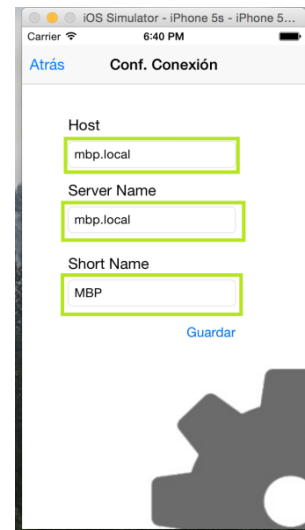 iOS Simulator - iPhone 5s - iPhone 5...
Carrier 6:40 PM
Atrás Conf. Conexión
Host
mbp.local
Server Name
mbp.local
Short Name
MBP
Guardar